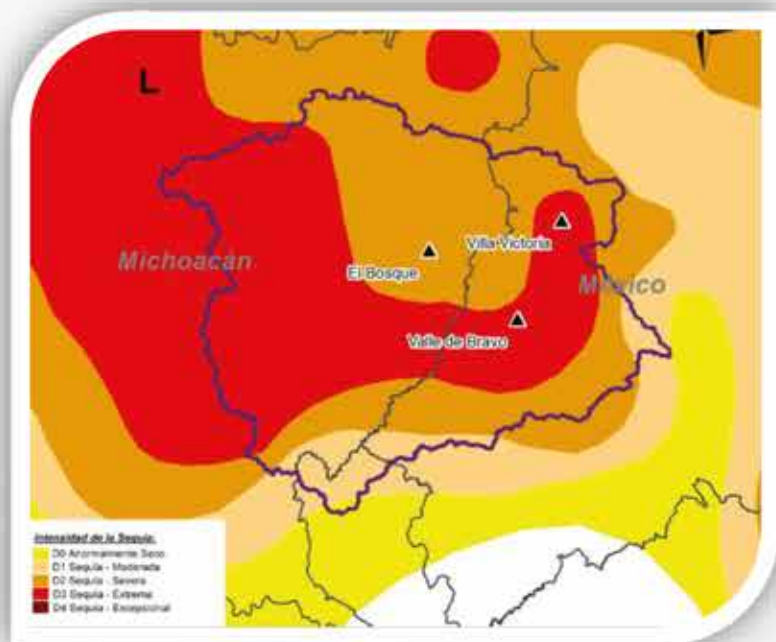 L
Michoacán
Villa Victoria
El Bosque
México
Valle de Bravo
Intensidad de la Sequía:
D0 Anormalmente Seco
D1 Sequía - Moderada
D2 Sequía - Severa
D3 Sequía - Extrema
D4 Sequía - Excepcional